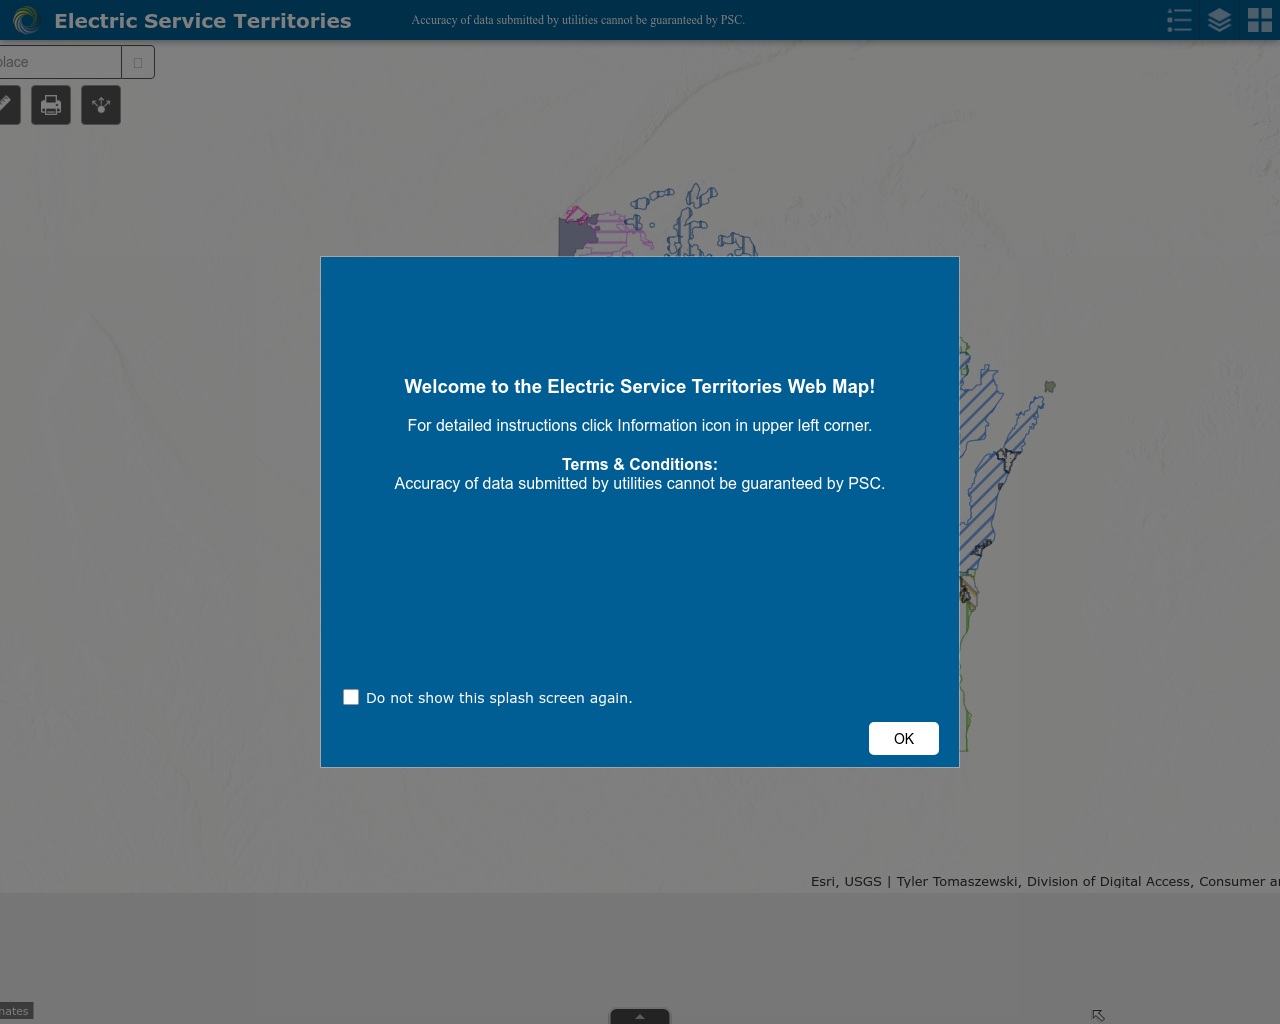 Electric Service Territories
Accuracy of data submitted by utilities cannot be guaranteed by PSC.
place
Welcome to the Electric Service Territories Web Map!
For detailed instructions click Information icon in upper left corner.
Terms & Conditions:
Accuracy of data submitted by utilities cannot be guaranteed by PSC.
Do not show this splash screen again.
OK
Esri, USGS | Tyler Tomaszewski, Division of Digital Access, Consumer